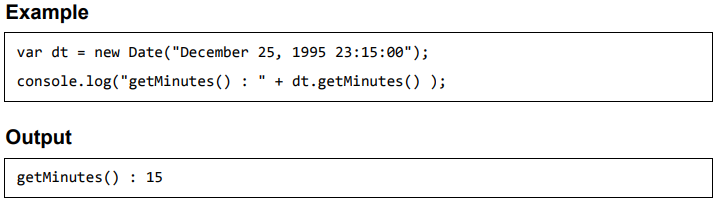 Example
var dt = new Date("December 25, 1995 23:15:00");
console.log("getMinutes() : " + dt.getMinutes() );
Output
getMinutes() : 15